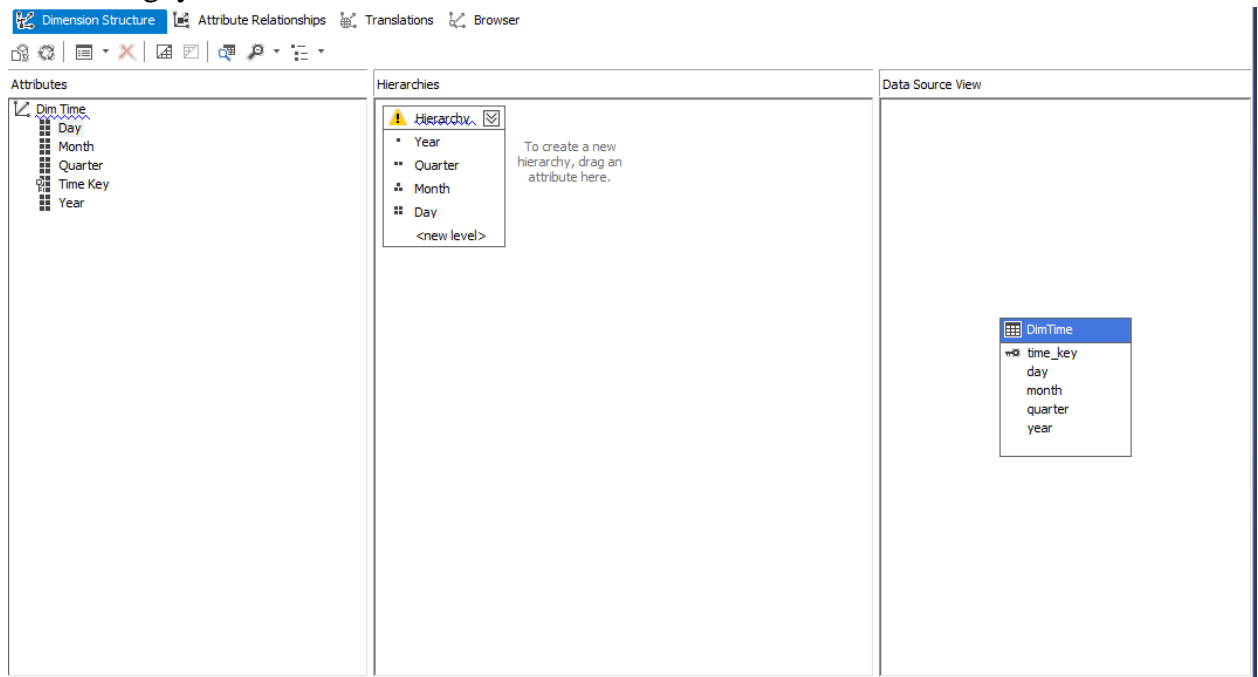 Dimension Structure Attribute Relationships Translations Browser
Attributes
Dim Time
Day
Month
Quarter
Time Key
Year
Hierarchies
Hierarchy
Year
Quarter
Month
Day
<new level>
To create a new
hierarchy, drag an
attribute here.
Data Source View
DimTime
time_key
day
month
quarter
year